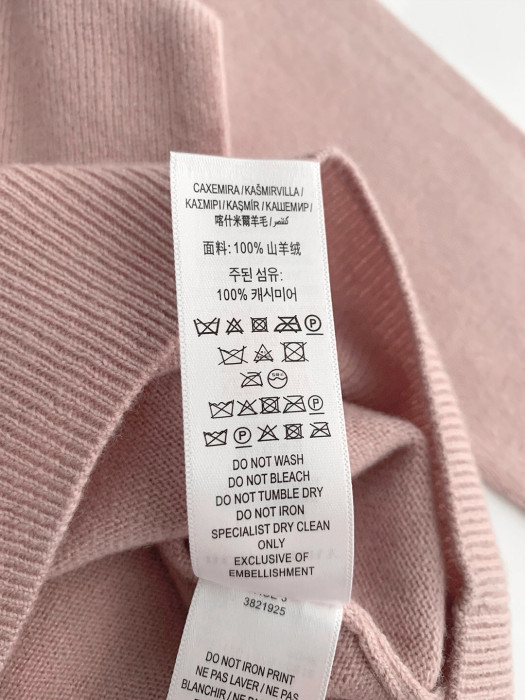 CAXEMIRA / KAŠMIRVILLA /
ΚΑΣΜΙΡΙ / KAŞMİR / КАШЕМИР /
喀什米爾羊毛 /
面料: 100% 山羊绒
주된 섬유:
100% 캐시미어
P
P
P
DO NOT WASH
DO NOT BLEACH
DO NOT TUMBLE DRY
DO NOT IRON
SPECIALIST DRY CLEAN
ONLY
EXCLUSIVE OF
EMBELLISHMENT
3821925
DO NOT IRON PRINT
NE PAS LAVER / NE PAS
BLANCHIR / NE